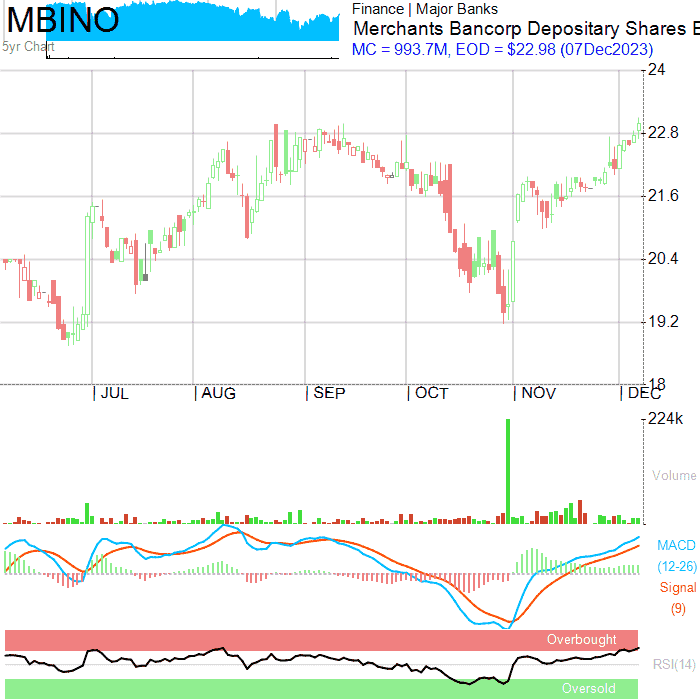 MBINO
Finance | Major Banks
Merchants Bancorp Depositary Shares
5yr Chart
MC = 993.7M, EOD = $22.98 (07Dec2023)
24
22.8
21.6
20.4
19.2
18
JUL AUG SEP OCT NOV DEC
224k
Volume
MACD
(12-26)
Signal
(9)
Overbought
RSI(14)
Oversold